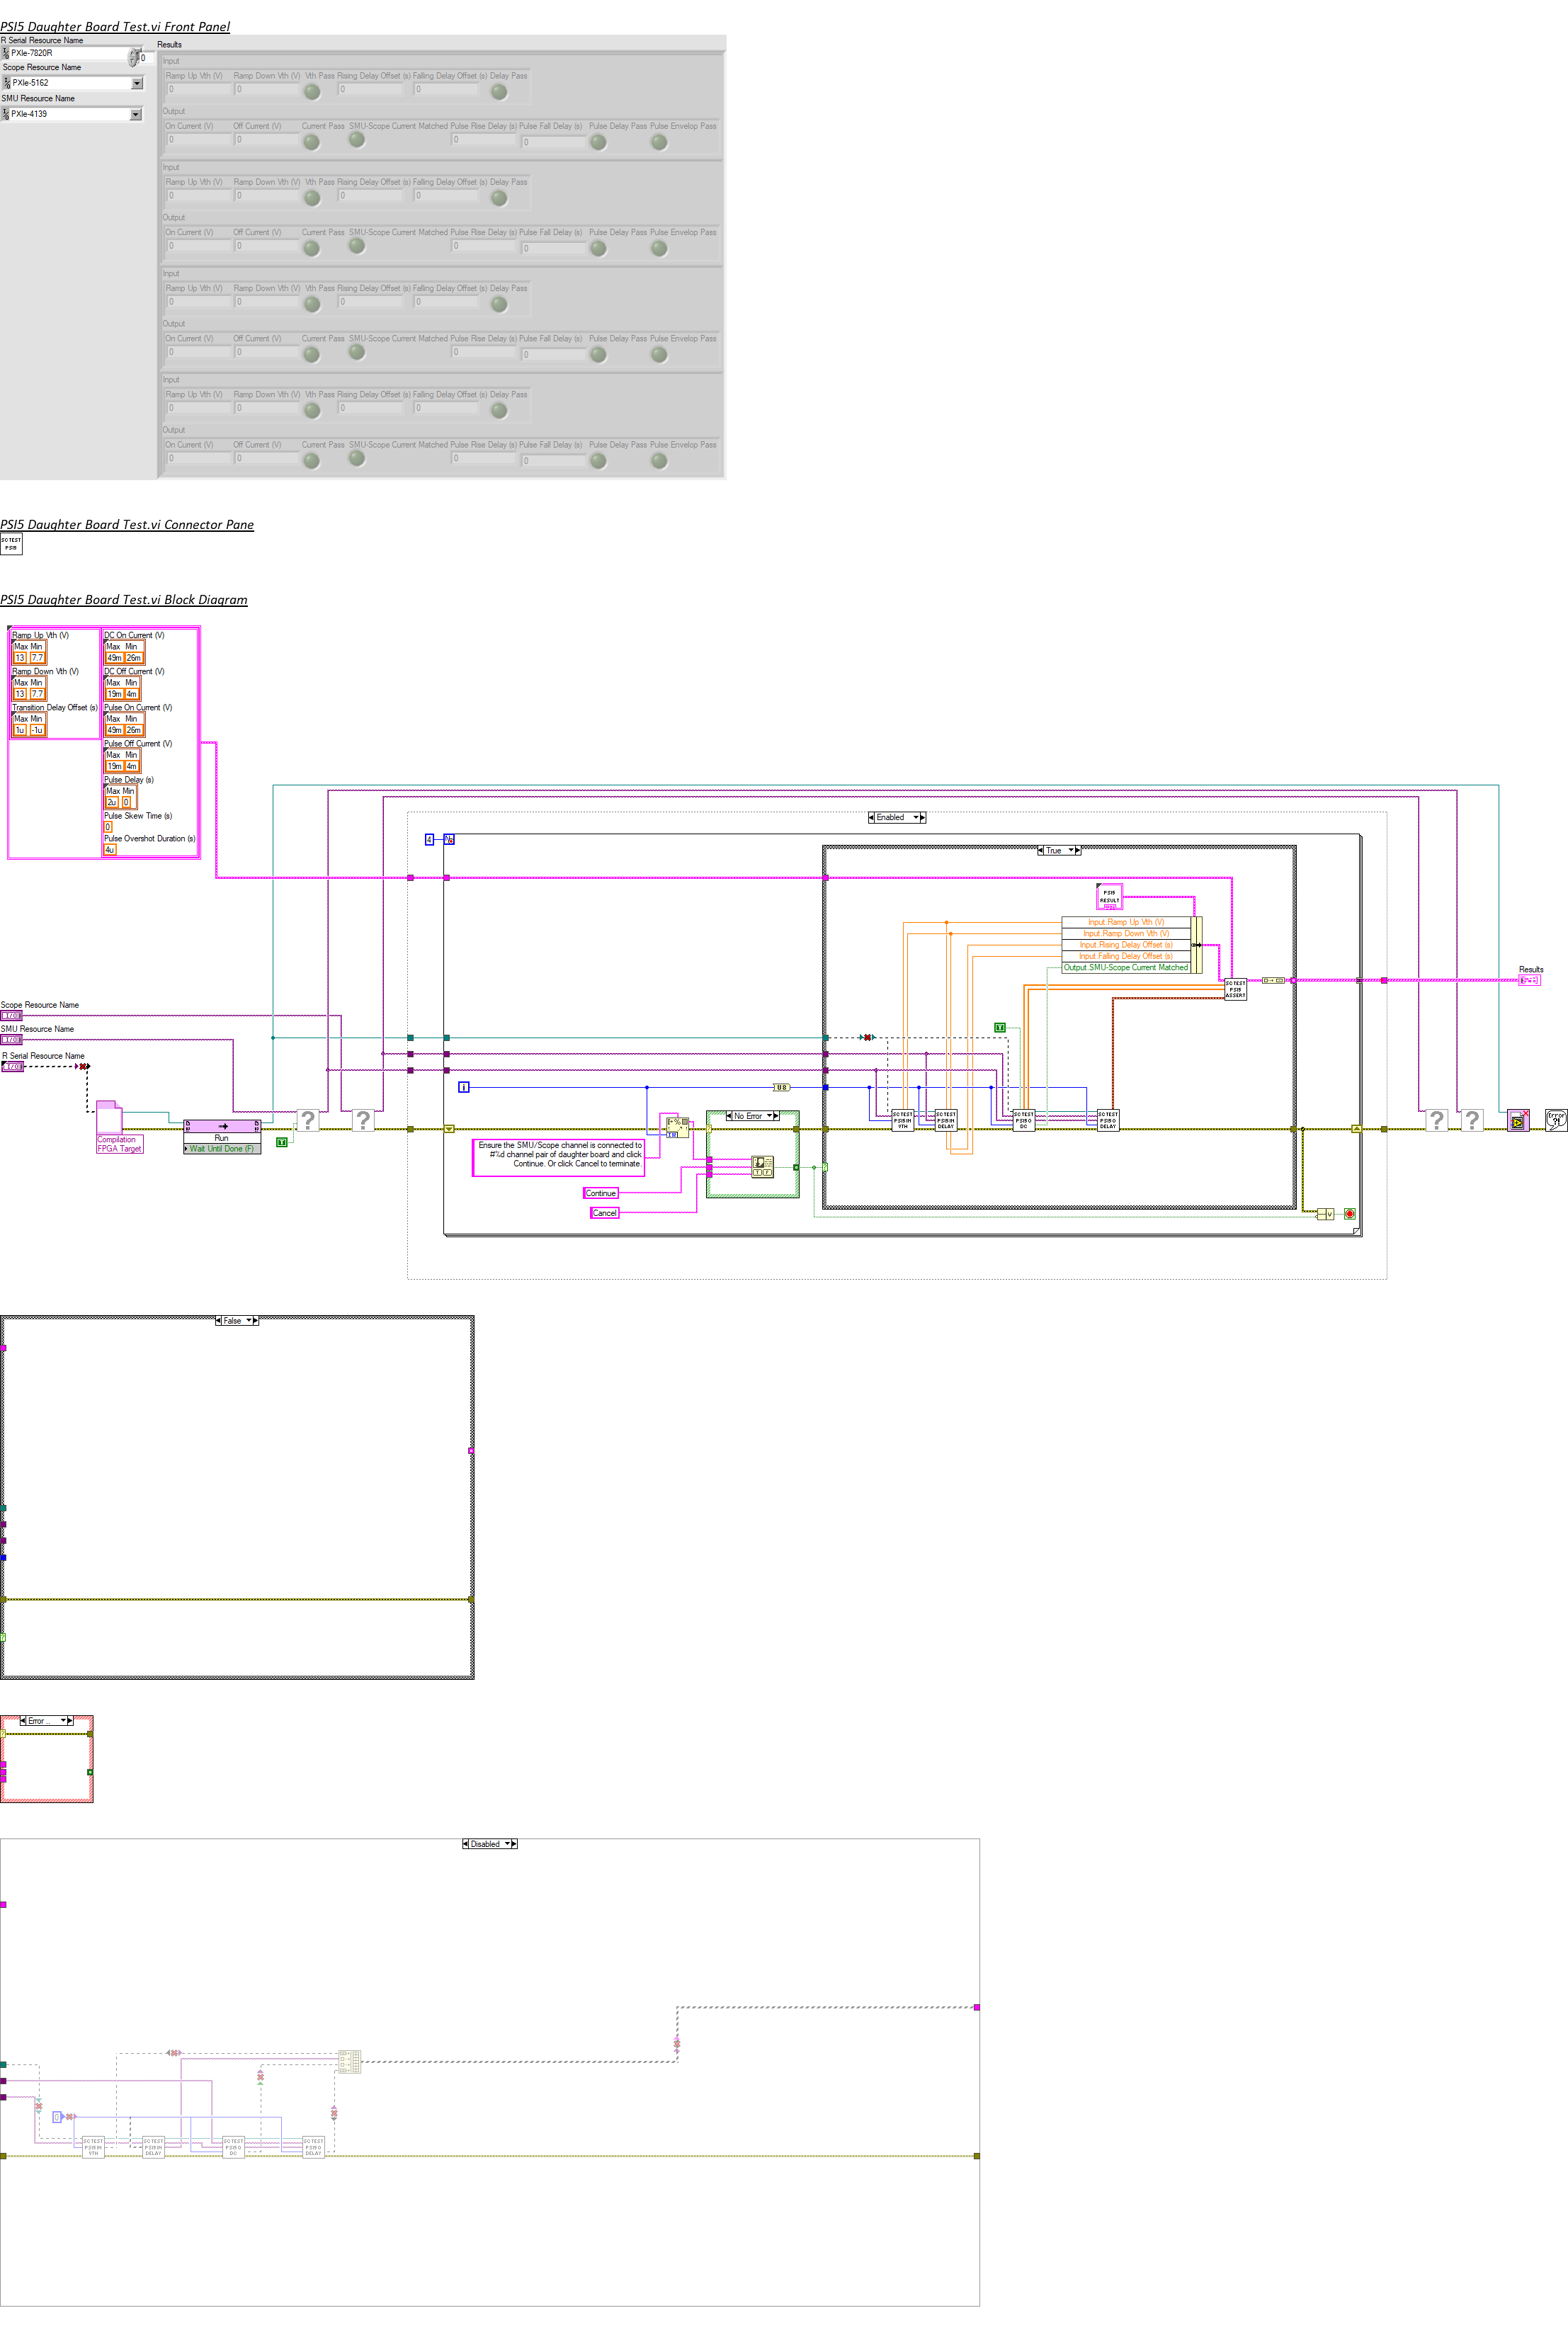 PSI5 Daughter Board Test.vi Front Panel
R Serial Resource Name
PXIe-7820R
0
Scope Resource Name
PXIe-5162
SMU Resource Name
PXIe-4139
Results
Input
Ramp Up Vth (V) Ramp Down Vth (V) Vth Pass Rising Delay Offset (s) Falling Delay Offset (s) Delay Pass
0 0 0 0
Output
On Current (V) Off Current (V) Current Pass SMU-Scope Current Matched Pulse Rise Delay (s) Pulse Fall Delay (s) Pulse Delay Pass Pulse Envelop Pass
0 0 0 0
Input
Ramp Up Vth (V) Ramp Down Vth (V) Vth Pass Rising Delay Offset (s) Falling Delay Offset (s) Delay Pass
0 0 0 0
Output
On Current (V) Off Current (V) Current Pass SMU-Scope Current Matched Pulse Rise Delay (s) Pulse Fall Delay (s) Pulse Delay Pass Pulse Envelop Pass
0 0 0 0
Input
Ramp Up Vth (V) Ramp Down Vth (V) Vth Pass Rising Delay Offset (s) Falling Delay Offset (s) Delay Pass
0 0 0 0
Output
On Current (V) Off Current (V) Current Pass SMU-Scope Current Matched Pulse Rise Delay (s) Pulse Fall Delay (s) Pulse Delay Pass Pulse Envelop Pass
0 0 0 0
Input
Ramp Up Vth (V) Ramp Down Vth (V) Vth Pass Rising Delay Offset (s) Falling Delay Offset (s) Delay Pass
0 0 0 0
Output
On Current (V) Off Current (V) Current Pass SMU-Scope Current Matched Pulse Rise Delay (s) Pulse Fall Delay (s) Pulse Delay Pass Pulse Envelop Pass
0 0 0 0
PSI5 Daughter Board Test.vi Connector Pane
SCTEST
PSI5
PSI5 Daughter Board Test.vi Block Diagram
Ramp Up Vth (V)
Max Min
13 7.7
Ramp Down Vth (V)
Max Min
13 7.7
Transition Delay Offset (s)
Max Min
1u -1u
DC On Current (V)
Max Min
49m 26m
DC Off Current (V)
Max Min
19m 4m
Pulse On Current (V)
Max Min
49m 26m
Pulse Off Current (V)
Max Min
19m 4m
Pulse Delay (s)
Max Min
2u 0
Pulse Skew Time (s)
0
Pulse Overshot Duration (s)
4u
Enabled
4
N
True
PSI5
RESULT
Input.Ramp Up Vth (V)
Input.Ramp Down Vth (V)
Input.Rising Delay Offset (s)
Input.Falling Delay Offset (s)
Output.SMU-Scope Current Matched
SCTEST
PSI5
ASSERT
Results
Scope Resource Name
I/O
SMU Resource Name
I/O
R Serial Resource Name
I/O
T
i
U8
Compilation
FPGA Target
Run
Wait Until Done (F)
T
?
?
Ensure the SMU/Scope channel is connected to
#%d channel pair of daughter board and click
Continue. Or click Cancel to terminate.
Continue
Cancel
No Error
SCTEST
PSI5 IN
VTH
SCTEST
PSI5 IN
DELAY
SCTEST
PSI5 O
DC
SCTEST
PSI5 O
DELAY
?
?
Error
?!
False
Error ..
Disabled
0
SCTEST
PSI5 IN
VTH
SCTEST
PSI5 IN
DELAY
SCTEST
PSI5 O
DC
SCTEST
PSI5 O
DELAY